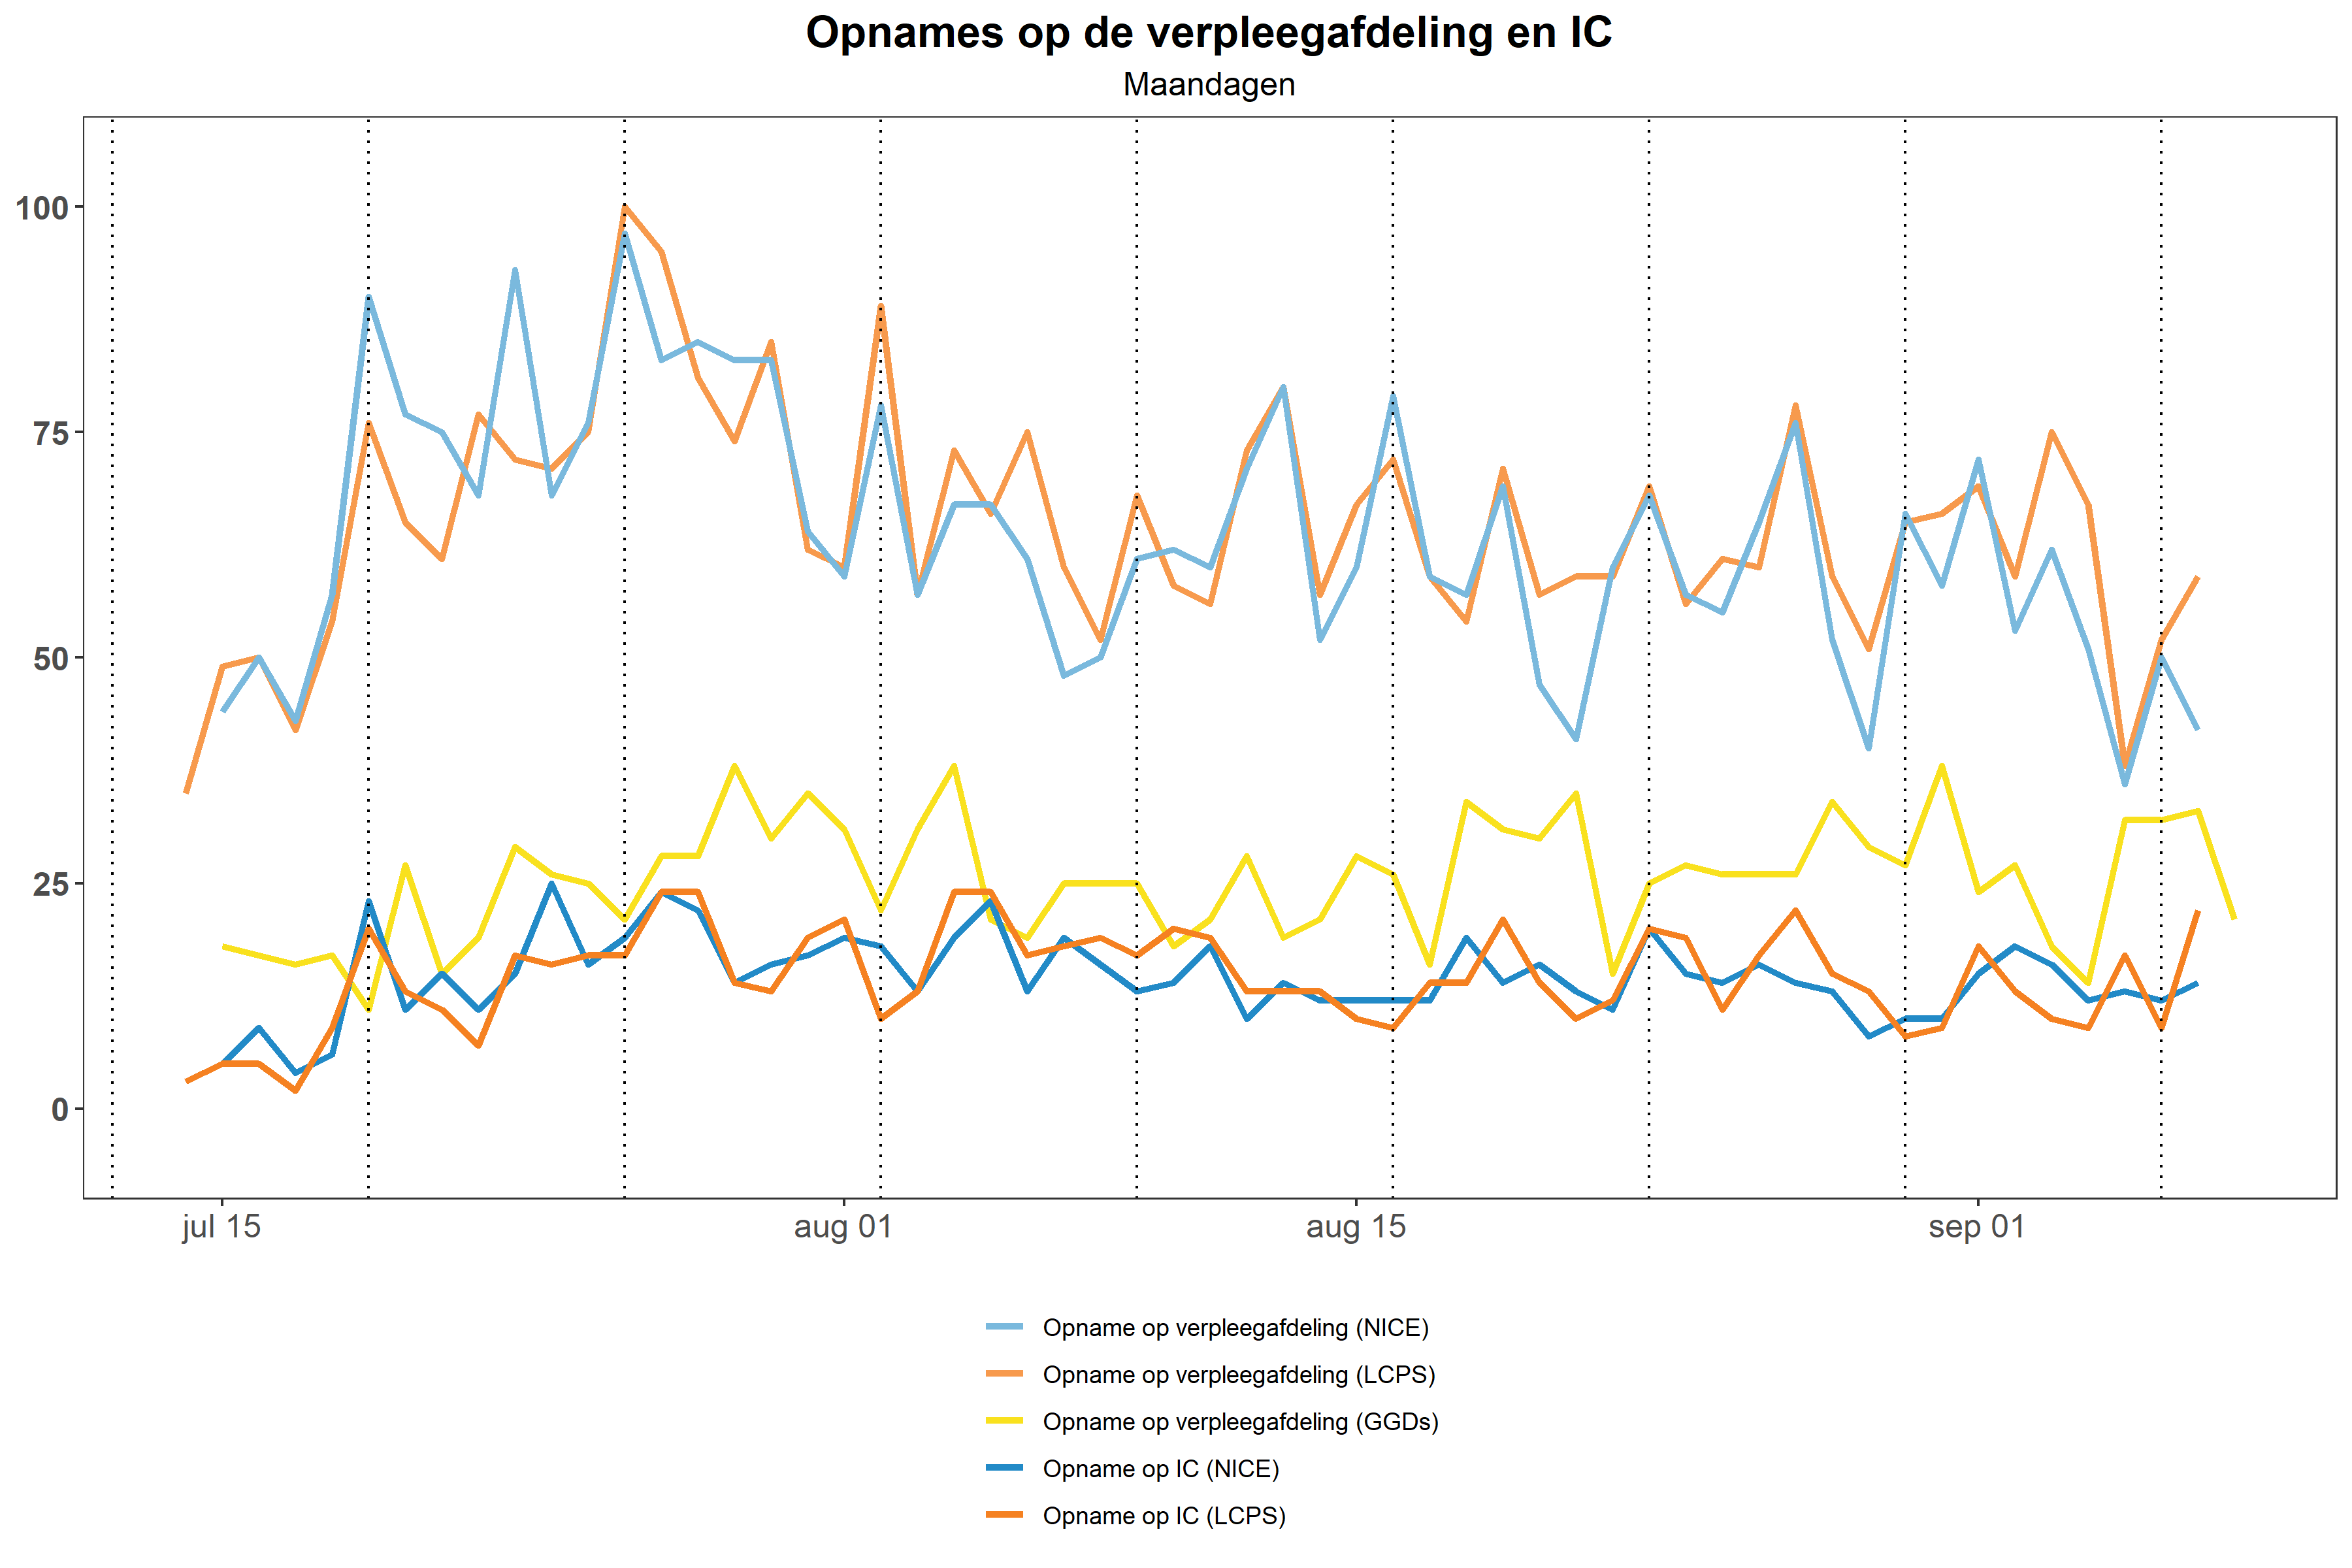 Opnames op de verpleegafdeling en IC
Maandagen
100
75
50
25
0
jul 15
aug 01
aug 15
sep 01
Opname op verpleegafdeling (NICE)
Opname op verpleegafdeling (LCPS)
Opname op verpleegafdeling (GGDs)
Opname op IC (NICE)
Opname op IC (LCPS)